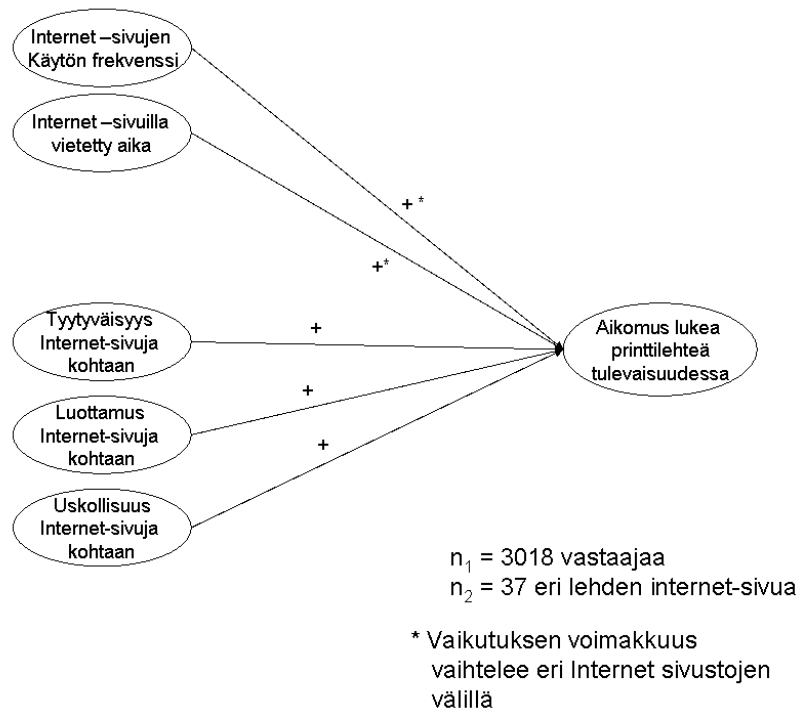 Internet –sivujen
Käytön frekvenssi
Internet –sivuilla
vietetty aika
+ *
+*
Tyytyväisyys
Internet-sivuja
kohtaan
+
Aikomus lukea
printtilehteä
tulevaisuudessa
Luottamus
Internet-sivuja
kohtaan
+
Uskollisuus
Internet-sivuja
kohtaan
+
n1 = 3018 vastaajaa
n2 = 37 eri lehden internet-sivua
* Vaikutuksen voimakkuus
vaihtelee eri Internet sivustojen
välillä